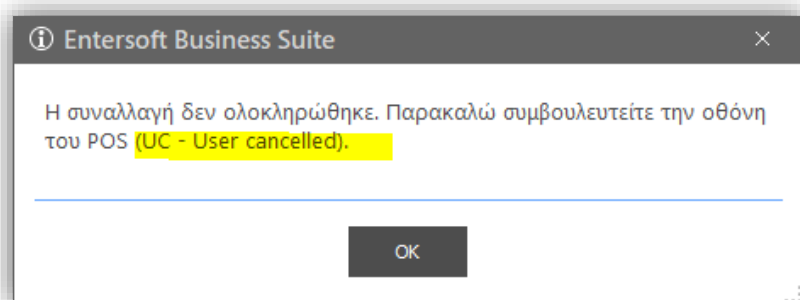 Entersoft Business Suite
Η συναλλαγή δεν ολοκληρώθηκε. Παρακαλώ συμβουλευτείτε την οθόνη
του POS (UC - User cancelled).
OK